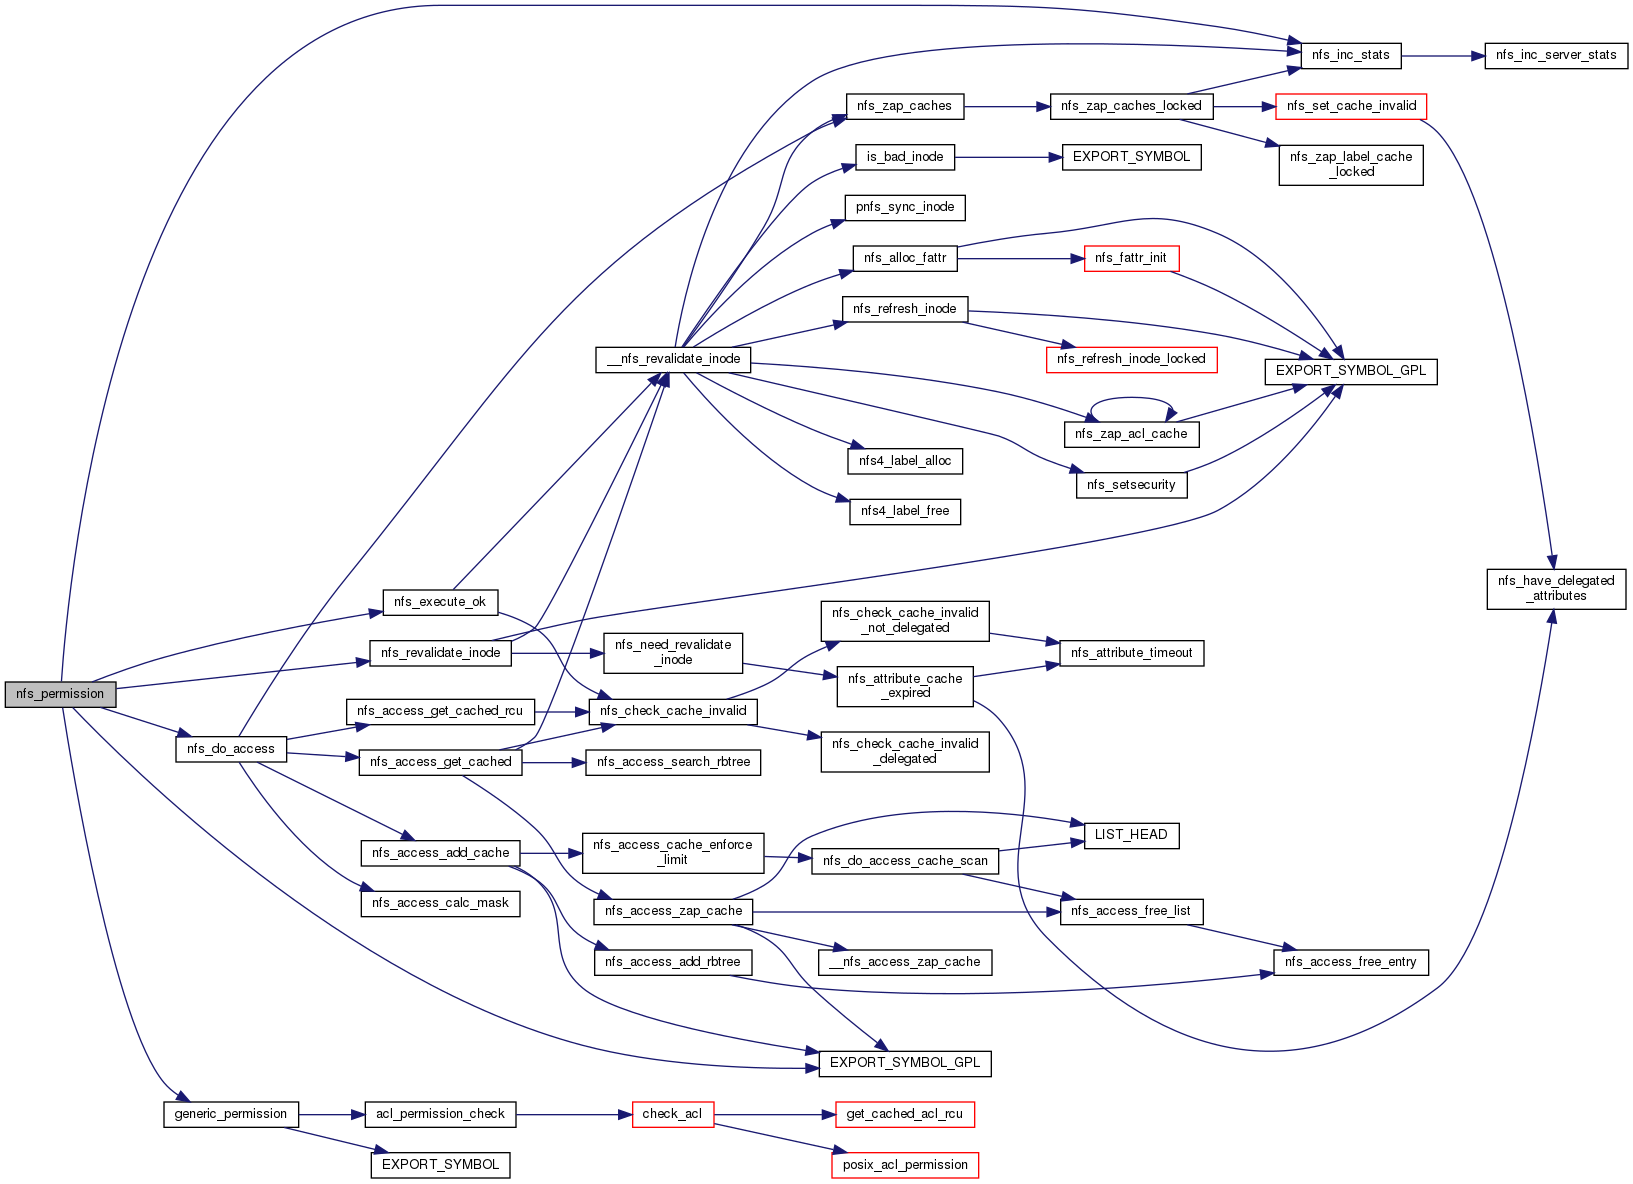 nfs_inc_stats
nfs_inc_server_stats
nfs_zap_caches
nfs_zap_caches_locked
nfs_set_cache_invalid
is_bad_inode
EXPORT_SYMBOL
nfs_zap_label_cache
_locked
pnfs_sync_inode
nfs_alloc_fattr
nfs_fattr_init
nfs_refresh_inode
__nfs_revalidate_inode
nfs_refresh_inode_locked
EXPORT_SYMBOL_GPL
nfs_zap_acl_cache
nfs4_label_alloc
nfs_setsecurity
nfs4_label_free
nfs_have_delegated
_attributes
nfs_execute_ok
nfs_check_cache_invalid
_not_delegated
nfs_revalidate_inode
nfs_need_revalidate
_inode
nfs_attribute_timeout
nfs_permission
nfs_attribute_cache
_expired
nfs_access_get_cached_rcu
nfs_check_cache_invalid
nfs_do_access
nfs_access_get_cached
nfs_access_search_rbtree
nfs_check_cache_invalid
_delegated
LIST_HEAD
nfs_access_add_cache
nfs_access_cache_enforce
_limit
nfs_do_access_cache_scan
nfs_access_calc_mask
nfs_access_zap_cache
nfs_access_free_list
nfs_access_add_rbtree
__nfs_access_zap_cache
nfs_access_free_entry
EXPORT_SYMBOL_GPL
generic_permission
acl_permission_check
check_acl
get_cached_acl_rcu
EXPORT_SYMBOL
posix_acl_permission